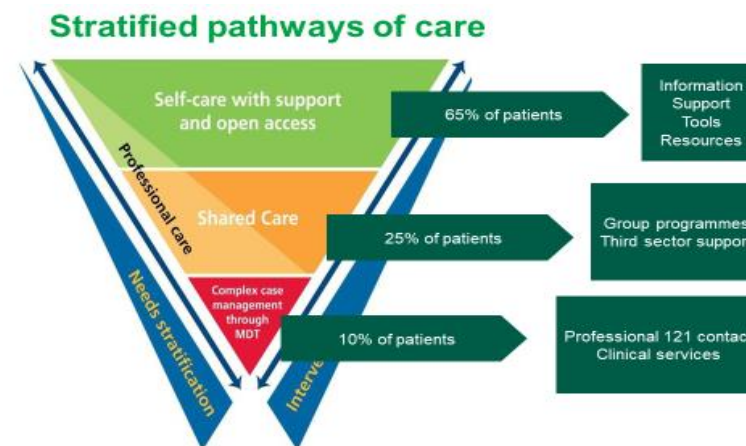 Stratified pathways of care
Self-care with support
and open access
65% of patients
Information
Support
Tools
Resources
Professional care
Shared Care
25% of patients
Group programmes
Third sector suppor
Complex case
management
through
MDT
10% of patients
Professional 121 contac
Clinical services
Needs stratification
Interve